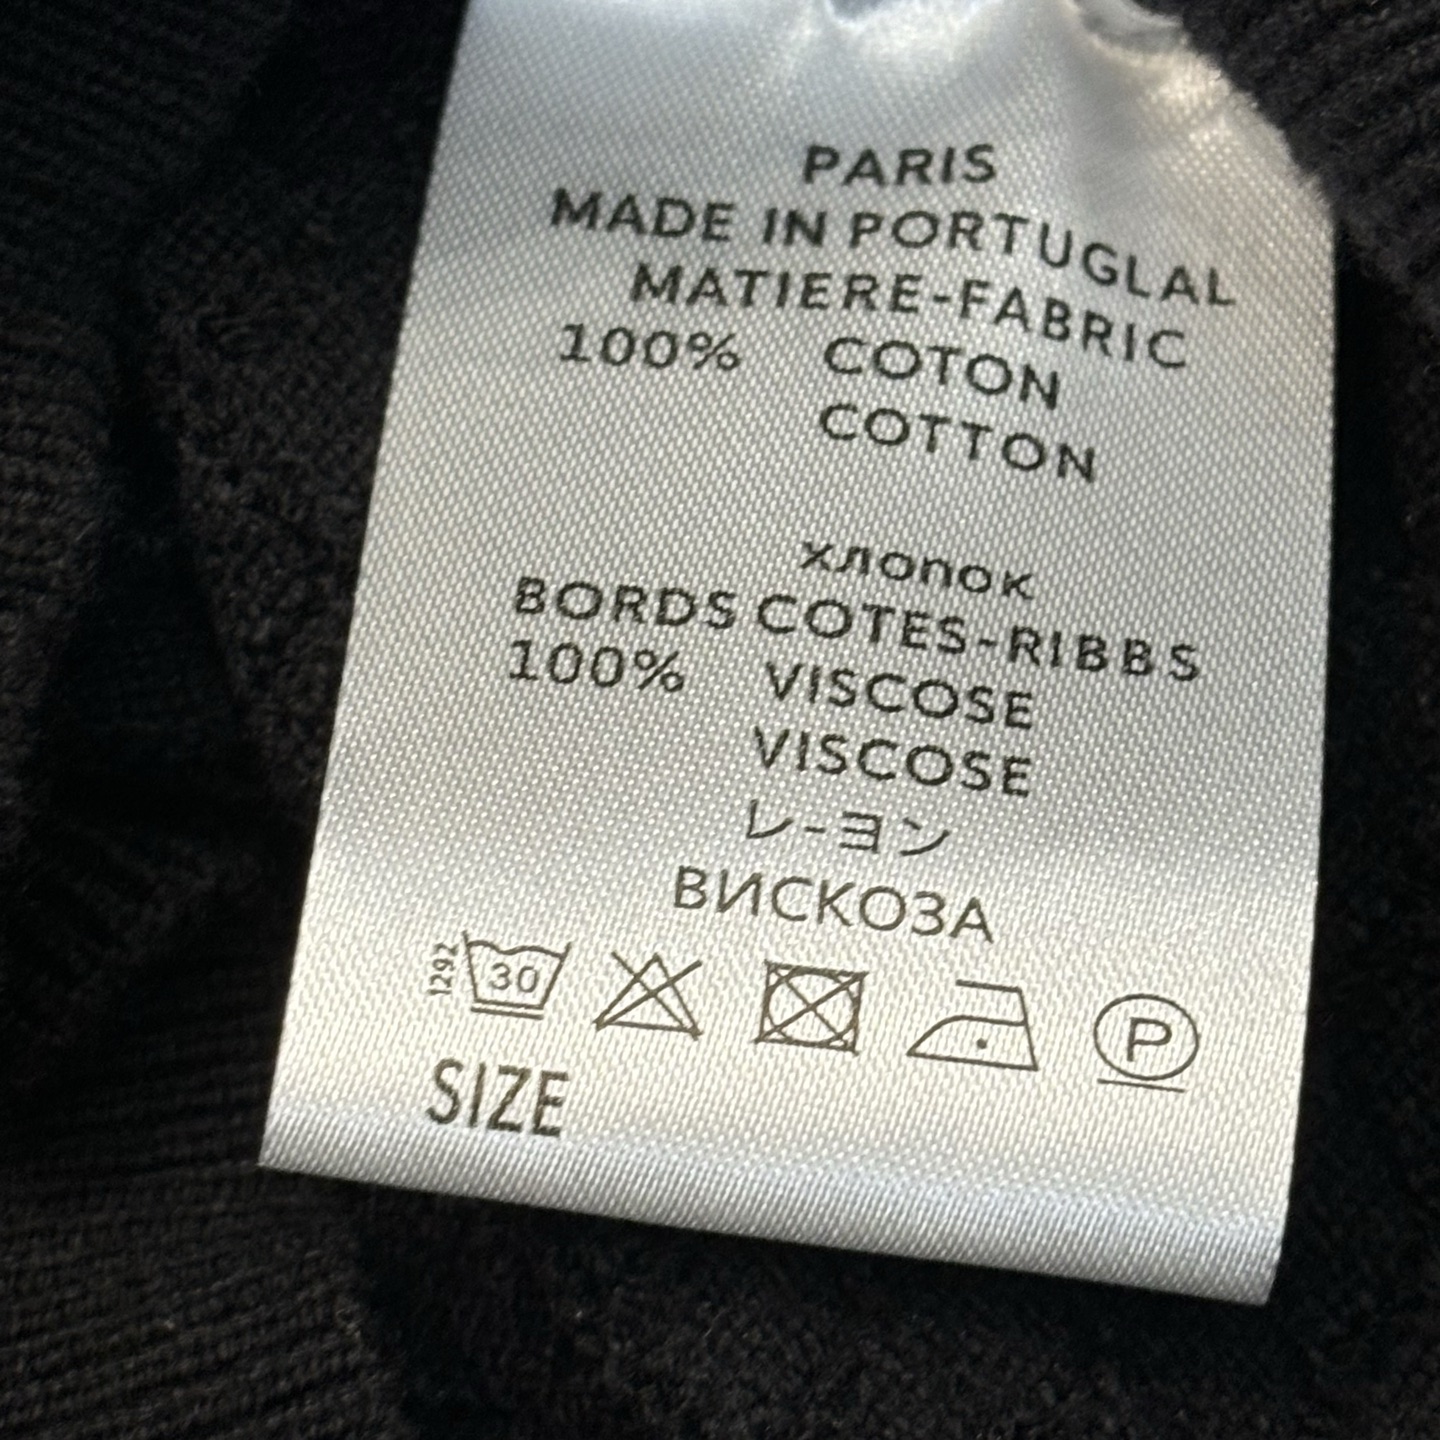 PARIS
MADE IN PORTUGLAL
MATIERE-FABRIC
100% COTON
COTTON
хлопок
BORDS COTES-RIBBS
100% VISCOSE
VISCOSE
レ-ヨン
ВИСКОЗА
1292 30 P
SIZE